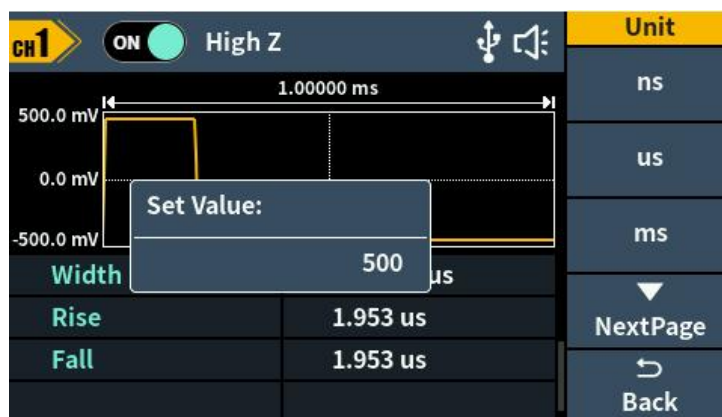 CH1 ON High Z
Unit
1.00000 ms
ns
500.0 mV
us
0.0 mV
Set Value:
ms
-500.0 mV
500
Width us
Rise 1.953 us
NextPage
Fall 1.953 us
Back